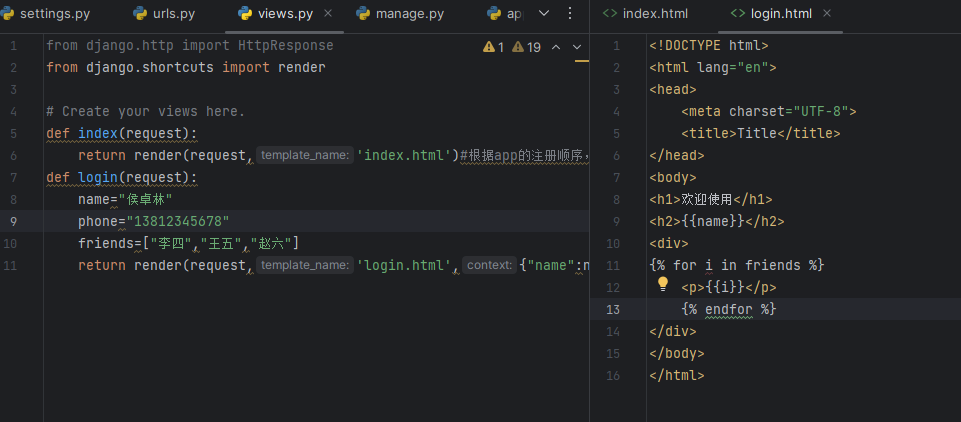 settings.py urls.py views.py manage.py ap index.html login.html
1 from django.http import HttpResponse 1 19
2 from django.shortcuts import render
3
4 # Create your views here.
5 def index(request):
6 return render(request, template_name: 'index.html')#根据app的注册顺序,
7 def login(request):
8 name="侯卓林"
9 phone="13812345678"
10 friends=["李四","王五","赵六"]
11 return render(request, template_name: 'login.html', context: {"name":n
1 <!DOCTYPE html>
2 <html lang="en">
3 <head>
4 <meta charset="UTF-8">
5 <title>Title</title>
6 </head>
7 <body>
8 <h1>欢迎使用</h1>
9 <h2>{{name}}</h2>
10 <div>
11 {% for i in friends %}
12 <p>{{i}}</p>
13 {% endfor %}
14 </div>
15 </body>
16 </html>